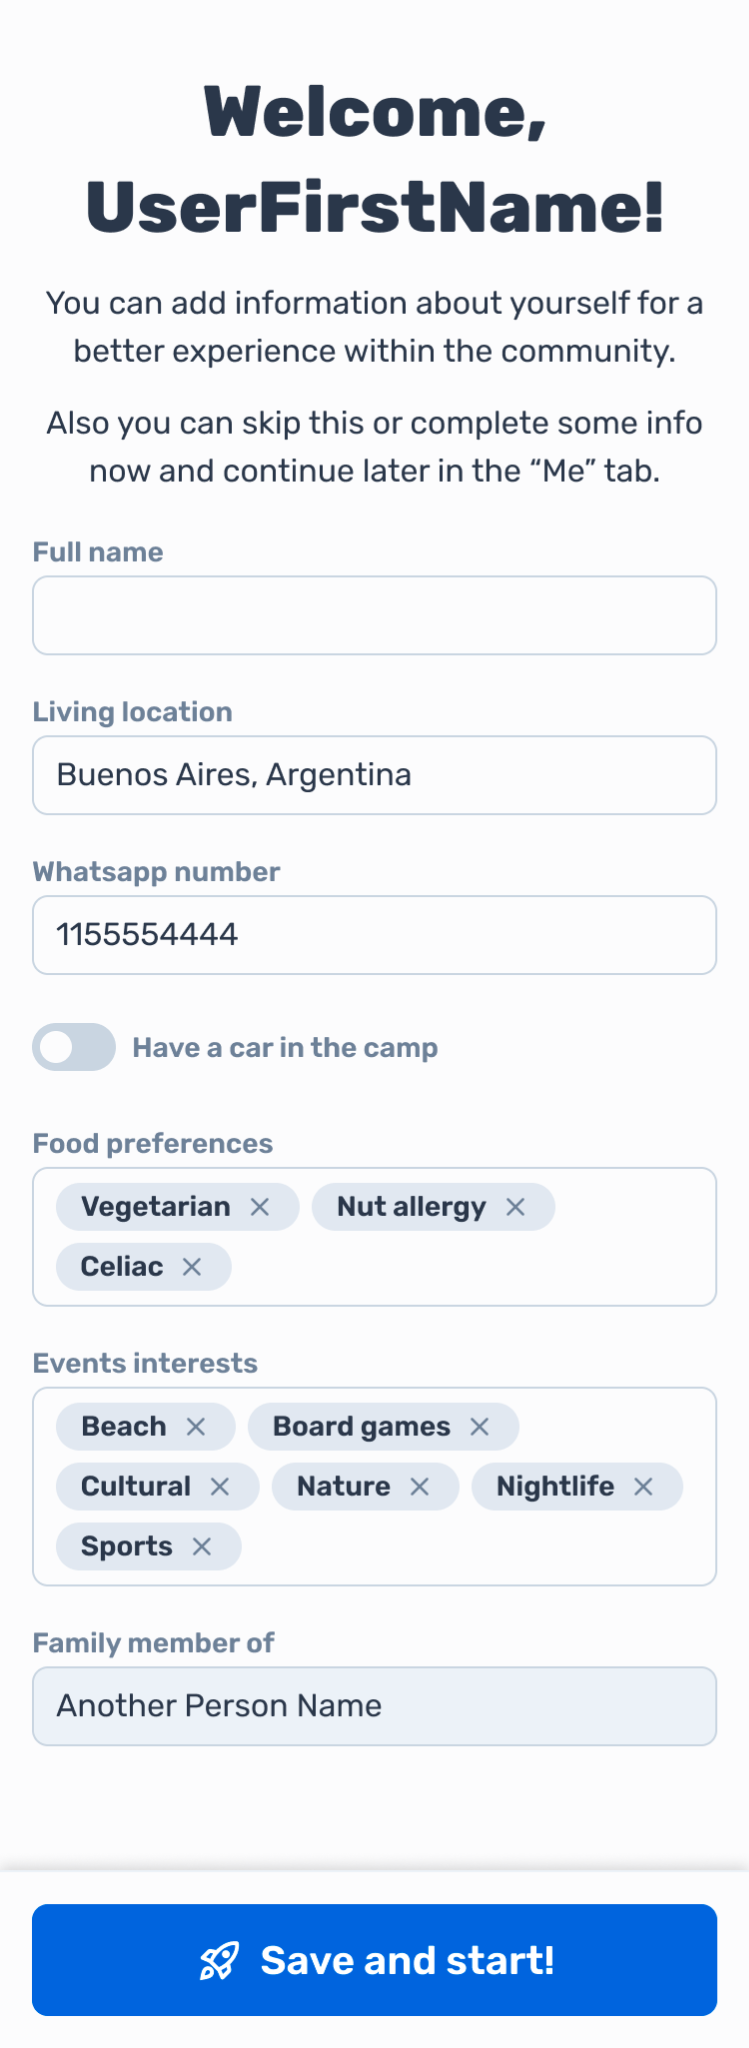 Welcome,
UserFirstName!
You can add information about yourself for a
better experience within the community.
Also you can skip this or complete some info
now and continue later in the “Me” tab.
Full name
Living location
Buenos Aires, Argentina
Whatsapp number
1155554444
Have a car in the camp
Food preferences
Vegetarian Nut allergy
Celiac
Events interests
Beach Board games
Cultural Nature Nightlife
Sports
Family member of
Another Person Name
Save and start!